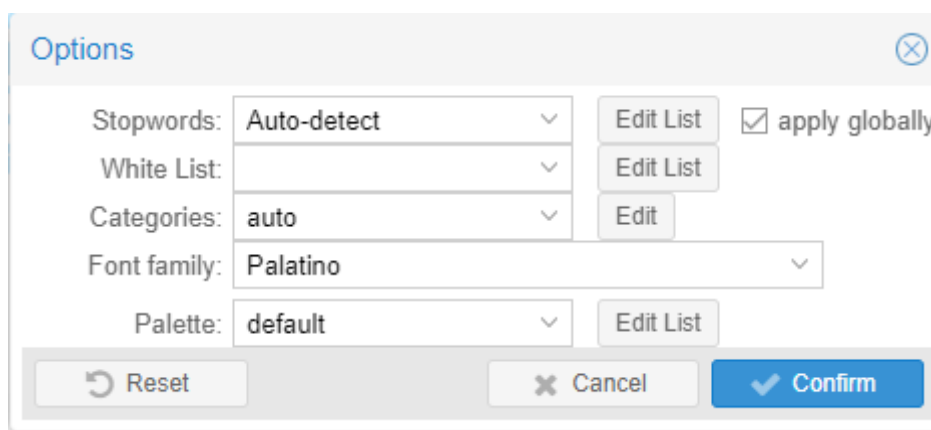 Options
Stopwords: Auto-detect Edit List apply globally
White List: Edit List
Categories: auto Edit
Font family: Palatino
Palette: default Edit List
Reset Cancel Confirm